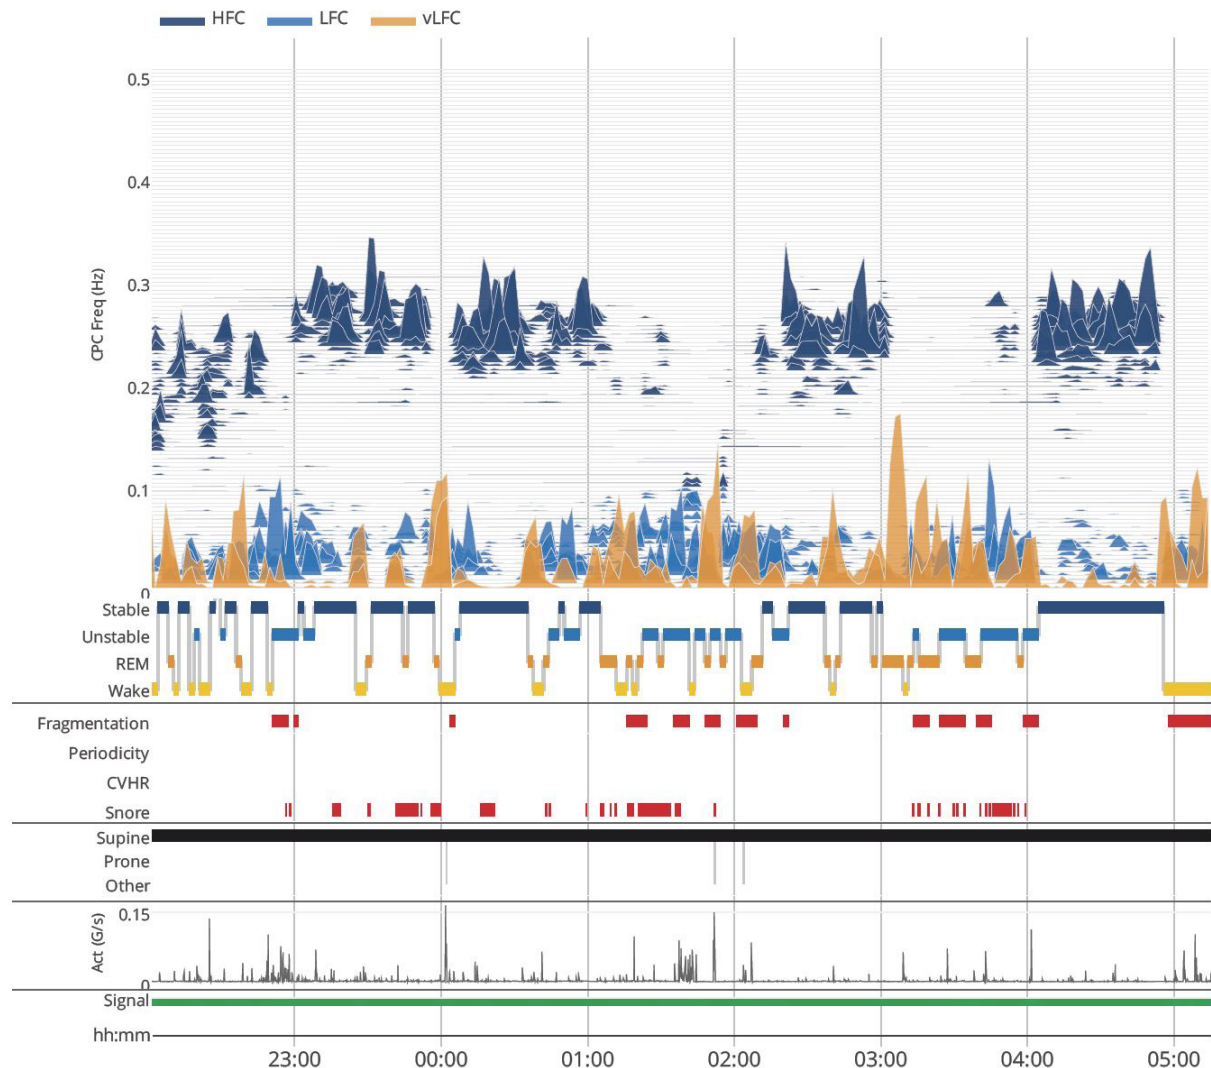 HFC LFC vLFC
CPC Freq (Hz)
0.5
0.4
0.3
0.2
0.1
0
Stable
Unstable
REM
Wake
Fragmentation
Periodicity
CVHR
Snore
Supine
Prone
Other
Act (G/s)
0.15
0
Signal
hh:mm
23:00 00:00 01:00 02:00 03:00 04:00 05:00